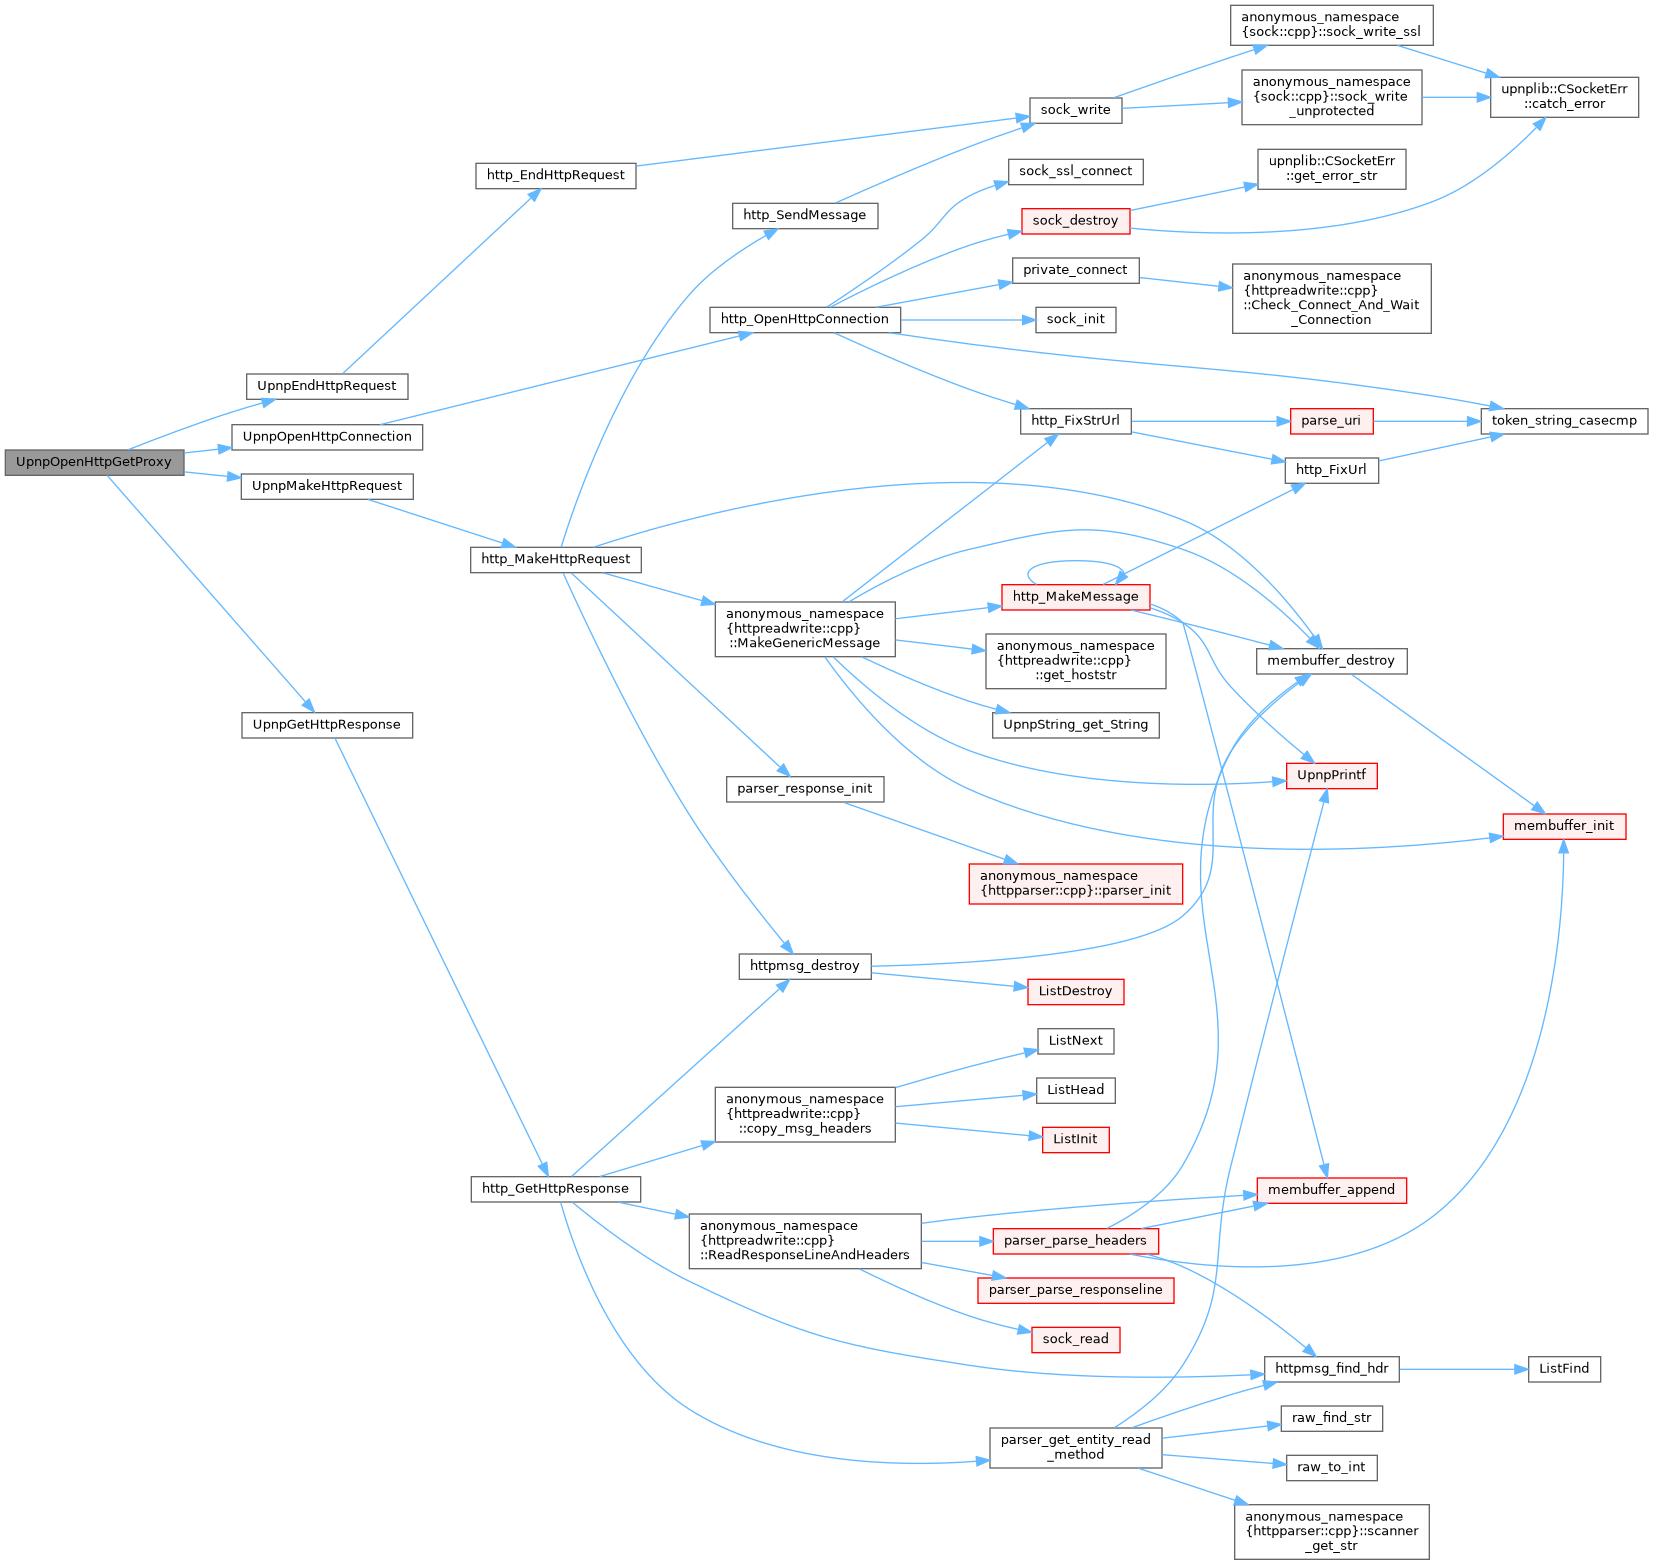 anonymous_namespace
{sock::cpp}::sock_write_ssl
anonymous_namespace
{sock::cpp}::sock_write
_unprotected
upnplib::CSocketErr
::catch_error
sock_write
http_EndHttpRequest
sock_ssl_connect
upnplib::CSocketErr
::get_error_str
http_SendMessage
sock_destroy
private_connect
anonymous_namespace
{httpreadwrite::cpp}
::Check_Connect_And_Wait
_Connection
http_OpenHttpConnection
sock_init
UpnpEndHttpRequest
http_FixStrUrl
parse_uri
token_string_casecmp
UpnpOpenHttpConnection
UpnpOpenHttpGetProxy
http_FixUrl
UpnpMakeHttpRequest
http_MakeHttpRequest
anonymous_namespace
{httpreadwrite::cpp}
::MakeGenericMessage
http_MakeMessage
anonymous_namespace
{httpreadwrite::cpp}
::get_hoststr
membuffer_destroy
UpnpGetHttpResponse
UpnpString_get_String
UpnpPrintf
parser_response_init
membuffer_init
anonymous_namespace
{httpparser::cpp}::parser_init
httpmsg_destroy
ListDestroy
ListNext
ListHead
anonymous_namespace
{httpreadwrite::cpp}
::copy_msg_headers
ListInit
http_GetHttpResponse
membuffer_append
anonymous_namespace
{httpreadwrite::cpp}
::ReadResponseLineAndHeaders
parser_parse_headers
parser_parse_responseline
sock_read
httpmsg_find_hdr
ListFind
raw_find_str
parser_get_entity_read
_method
raw_to_int
anonymous_namespace
{httpparser::cpp}::scanner
_get_str